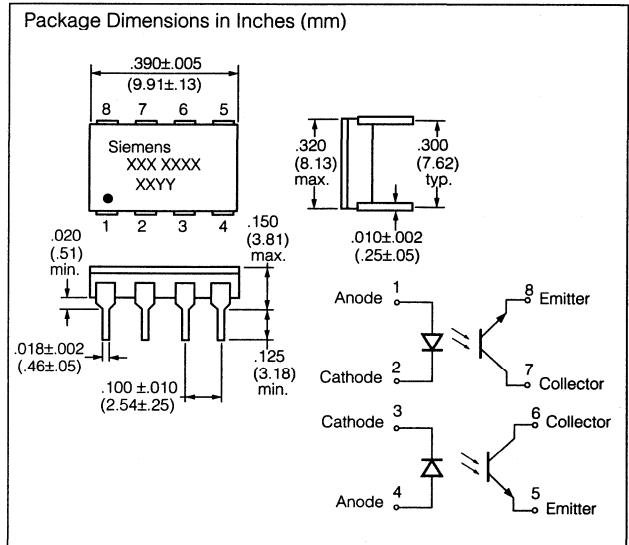 Package Dimensions in Inches (mm)
.390±.005
(9.91±.13)
8 7 6 5
Siemens
XXX XXXX
XXYY
1 2 3 4
.320
(8.13)
max.
.300
(7.62)
typ.
.010±.002
(.25±.05)
.020
(.51)
min.
.150
(3.81)
max.
.018±.002
(.46±.05)
.100 ±.010
(2.54±.25)
.125
(3.18)
min.
Anode 1
8 Emitter
Cathode 2
7 Collector
Cathode 3
6 Collector
Anode 4
5 Emitter